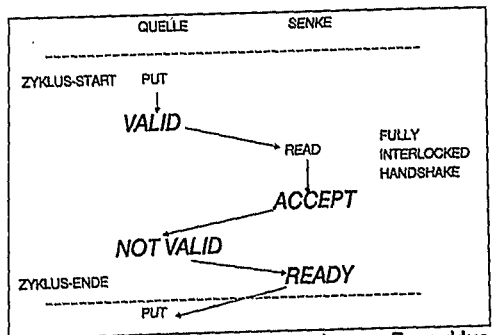 QUELLE SENKE
ZYKLUS-START PUT
VALID
READ
FULLY
INTERLOCKED
HANDSHAKE
ACCEPT
NOT VALID
READY
ZYKLUS-ENDE
PUT